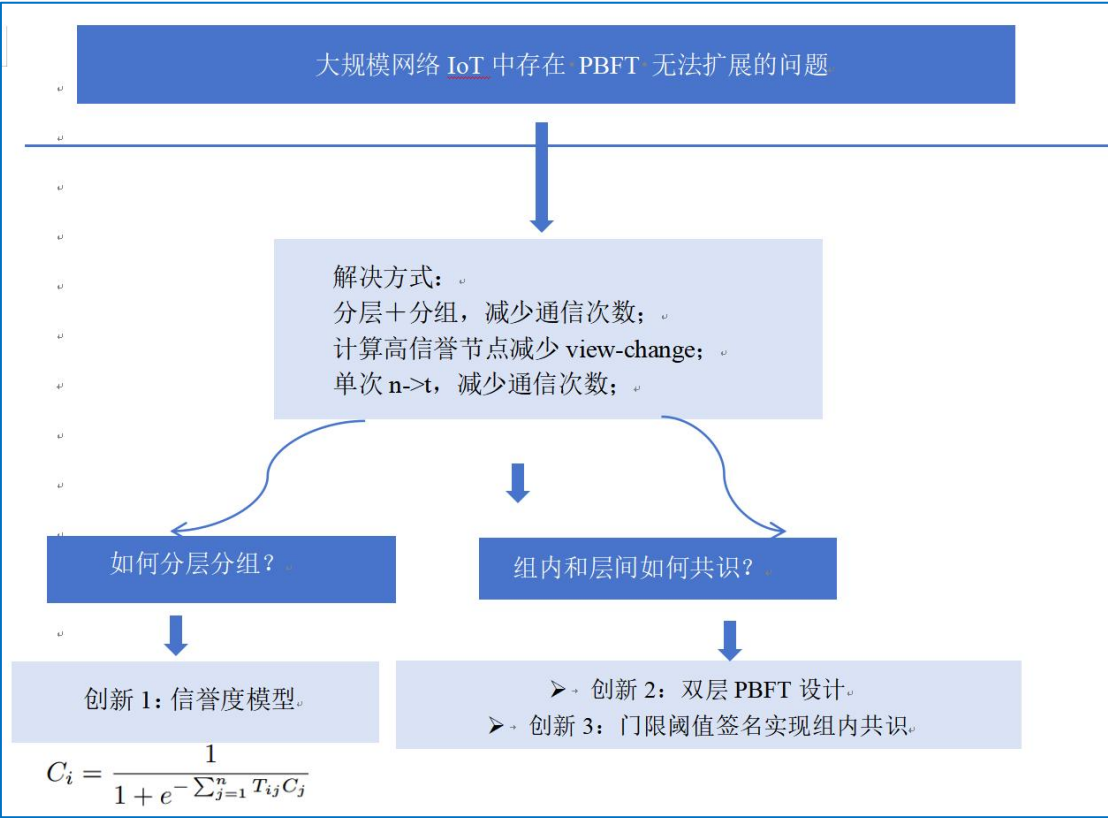 大规模网络 IoT 中存在 PBFT 无法扩展的问题
解决方式：
分层＋分组，减少通信次数；
计算高信誉节点减少 view-change；
单次 n->t，减少通信次数；
如何分层分组？
组内和层间如何共识？
创新 1：信誉度模型
➢ 创新 2：双层 PBFT 设计
➢ 创新 3：门限阈值签名实现组内共识
C_i = \frac{1}{1 + e^{-\sum_{j=1}^{n} T_{ij} C_j}}